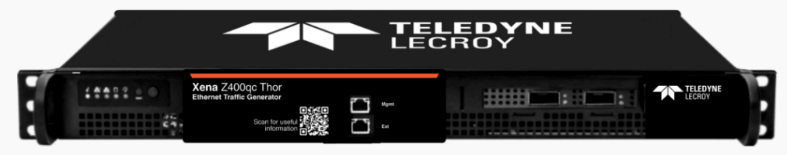 TELEDYNE
LECROY
Xena Z400qc Thor
Ethernet Traffic Generator
Mgmt
Scan for useful
information
Ext
TELEDYNE
LECROY